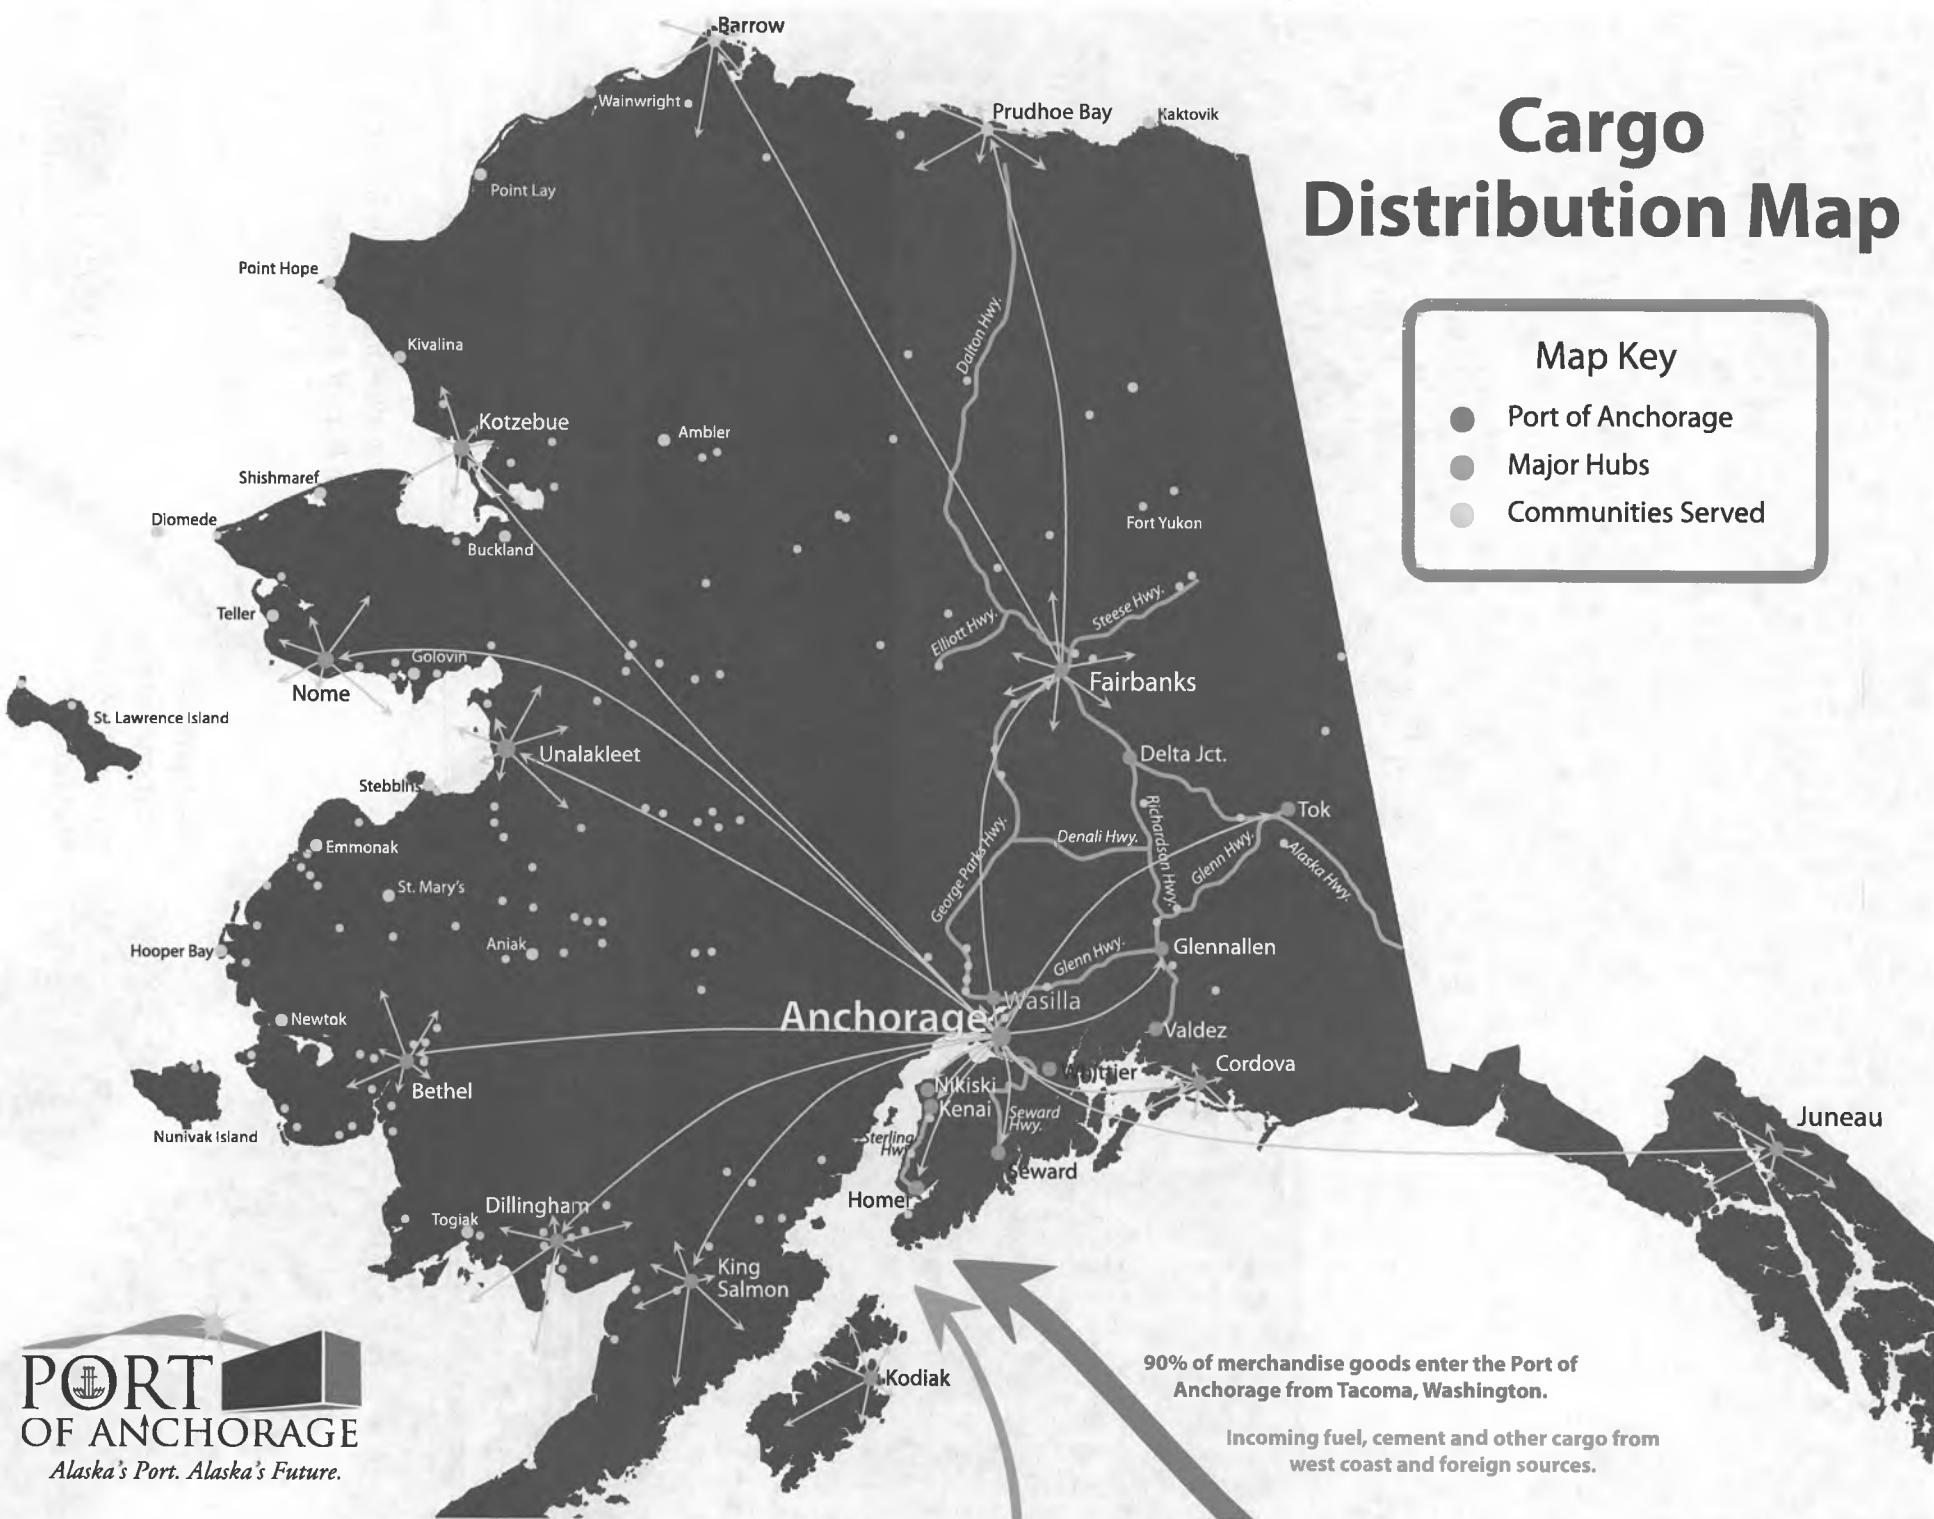 Barrow
Wainwright
Prudhoe Bay
Kaktovik
Cargo
Distribution Map
Point Lay
Point Hope
Kivalina
Dalton Hwy.
Map Key
Port of Anchorage
Major Hubs
Communities Served
Kotzebue
Ambler
Shishmaref
Diomede
Buckland
Fort Yukon
Teller
Elliott Hwy.
Steese Hwy.
Golovin
Nome
Fairbanks
St. Lawrence Island
Unalakleet
Delta Jct.
Stebbins
Tok
Richardson Hwy.
Denali Hwy.
George Parks Hwy.
Glenn Hwy.
Alaska Hwy.
Emmonak
St. Mary's
Aniak
Hooper Bay
Glennallen
Glenn Hwy.
Wasilla
Anchorage
Newtok
Valdez
Bethel
Whittier
Cordova
Nikiski
Kenai
Seward
Hwy.
Nunivak Island
Sterling
Hwy
Juneau
Seward
Homer
Dillingham
Togiak
King
Salmon
Kodiak
90% of merchandise goods enter the Port of
Anchorage from Tacoma, Washington.
Incoming fuel, cement and other cargo from
west coast and foreign sources.
PORT
OF ANCHORAGE
Alaska's Port. Alaska's Future.